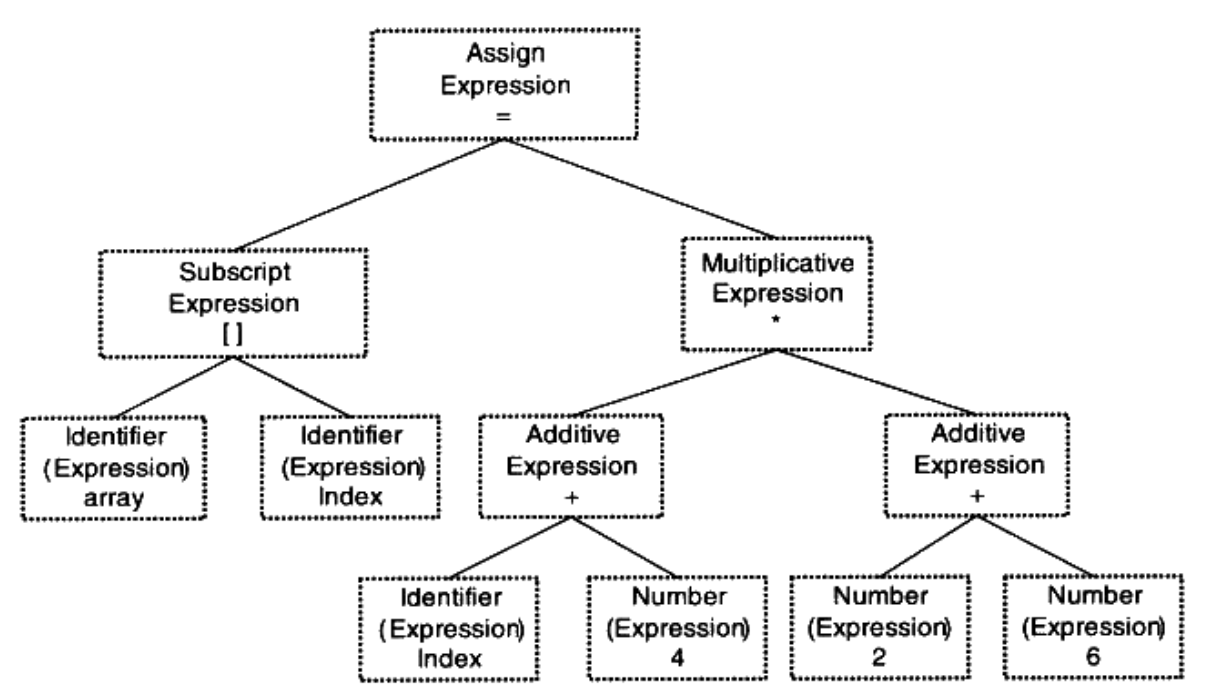 Assign
Expression
=
Subscript
Expression
[ ]
Multiplicative
Expression
*
Identifier
(Expression)
array
Identifier
(Expression)
Index
Additive
Expression
+
Additive
Expression
+
Identifier
(Expression)
Index
Number
(Expression)
4
Number
(Expression)
2
Number
(Expression)
6